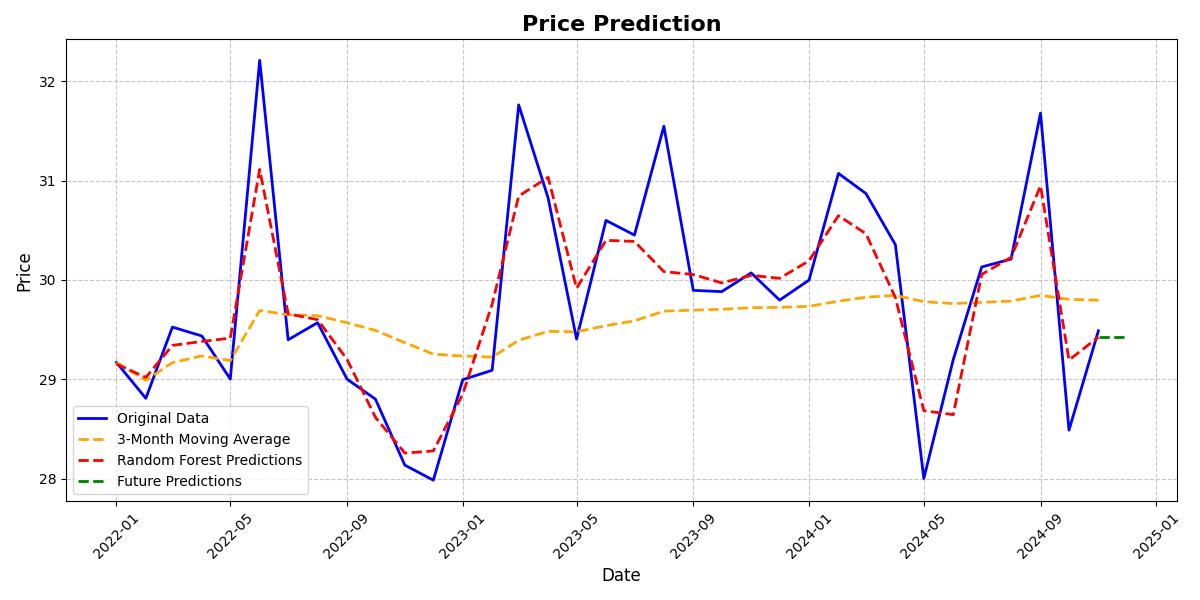 Price Prediction
Price
32
31
30
29
28
Original Data
3-Month Moving Average
Random Forest Predictions
Future Predictions
2022-01
2022-05
2022-09
2023-01
2023-05
2023-09
2024-01
2024-05
2024-09
2025-01
Date